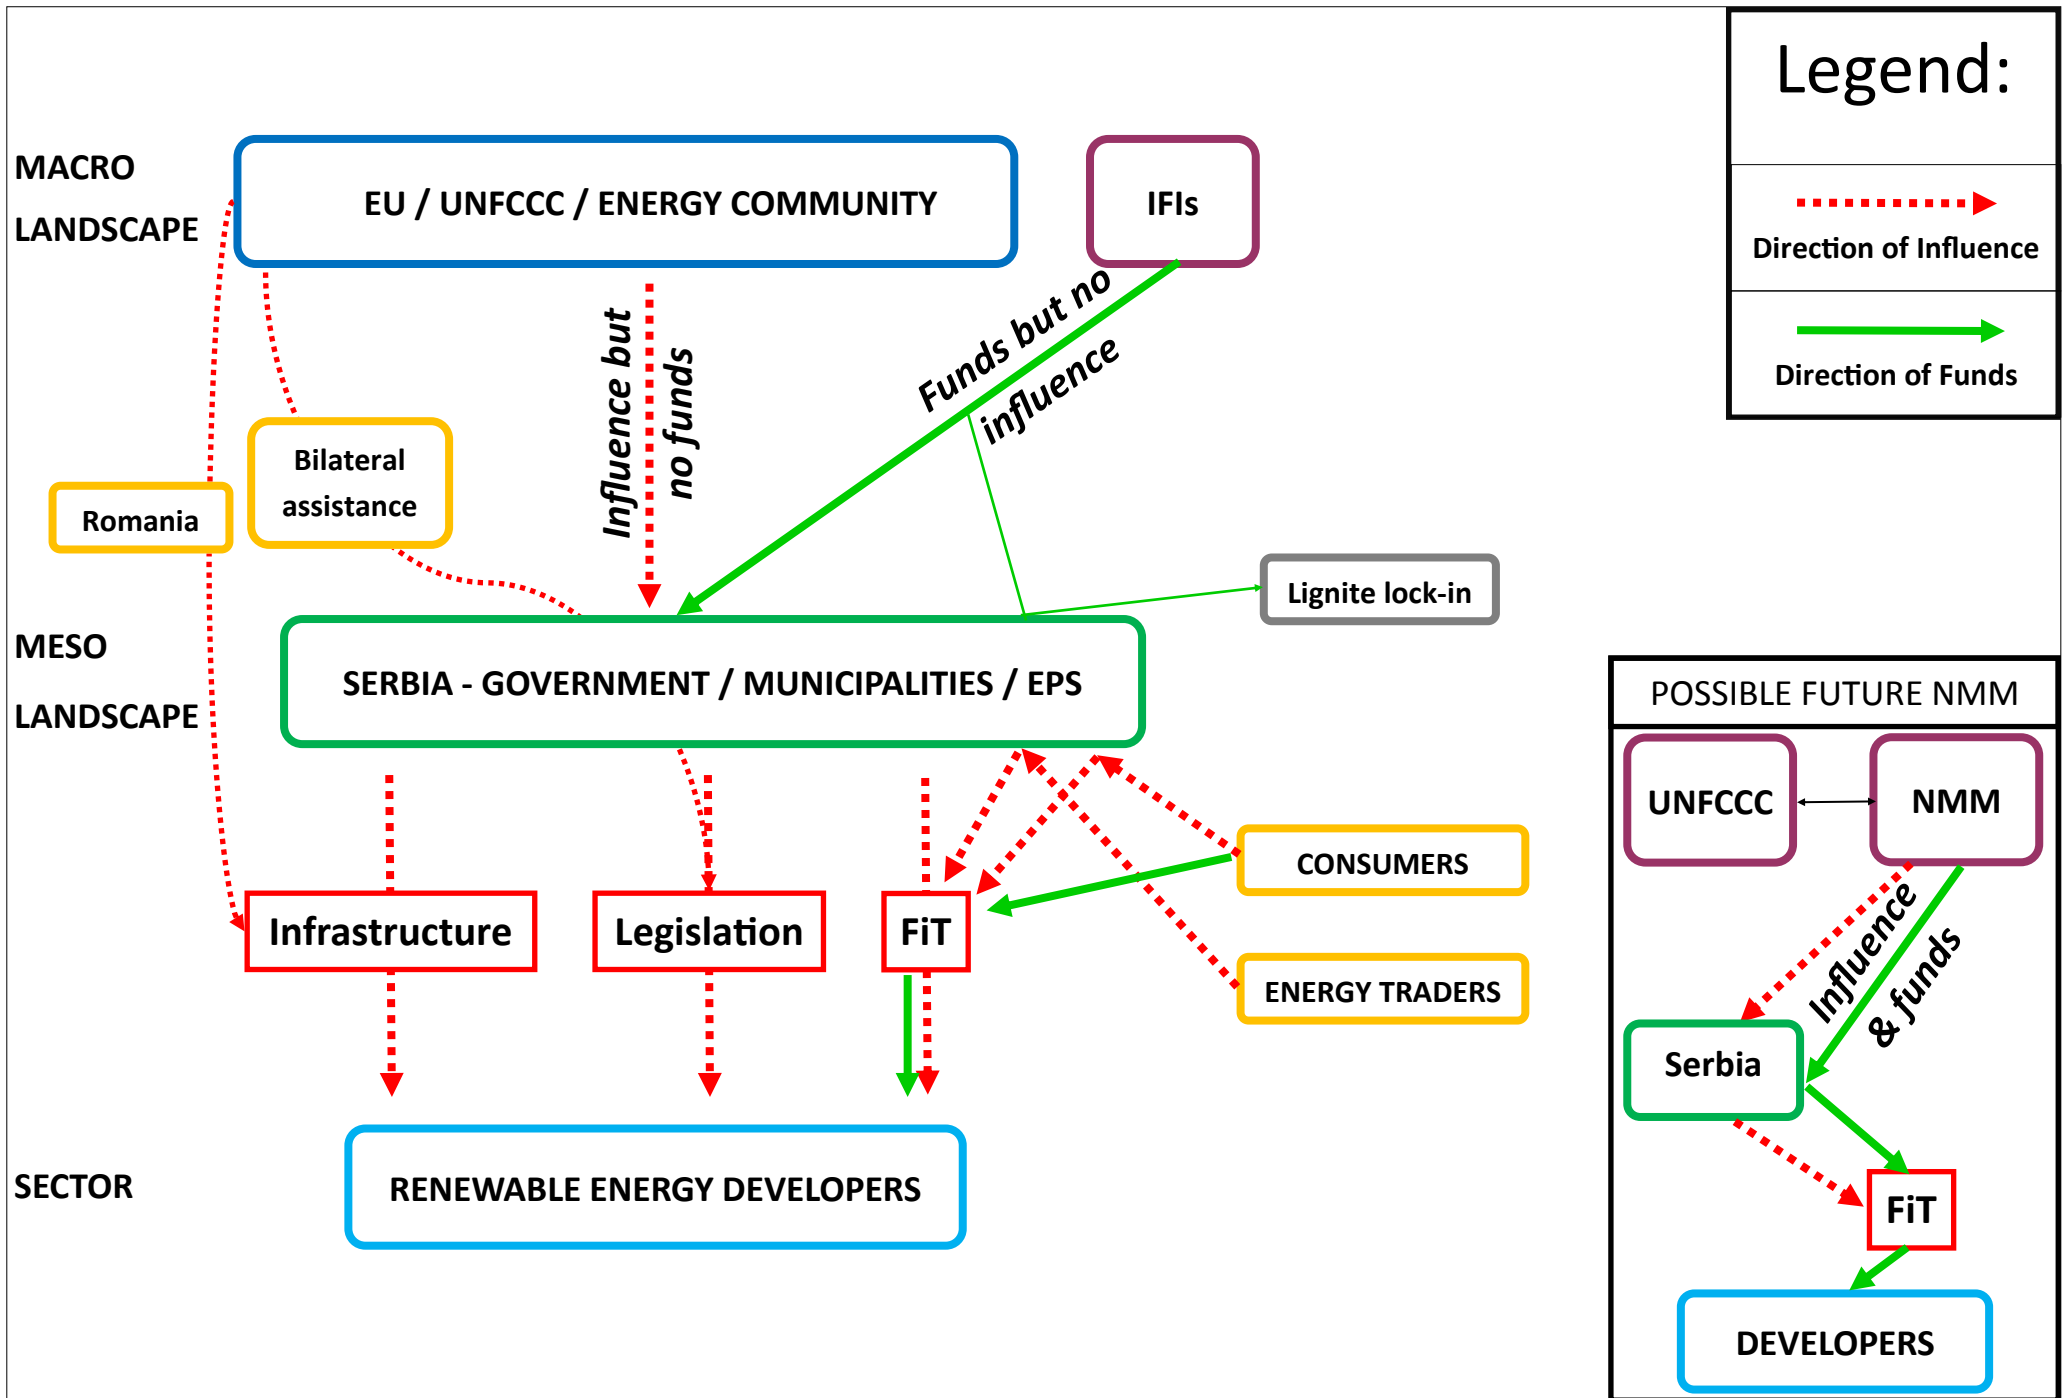 Legend:
Direction of Influence
Direction of Funds
MACRO
LANDSCAPE
EU / UNFCCC / ENERGY COMMUNITY
IFIs
Influence but
no funds
Funds but no
influence
Bilateral
assistance
Romania
Lignite lock-in
MESO
LANDSCAPE
SERBIA - GOVERNMENT / MUNICIPALITIES / EPS
CONSUMERS
ENERGY TRADERS
Infrastructure
Legislation
FiT
SECTOR
RENEWABLE ENERGY DEVELOPERS
POSSIBLE FUTURE NMM
UNFCCC
NMM
Influence
& funds
Serbia
FiT
DEVELOPERS